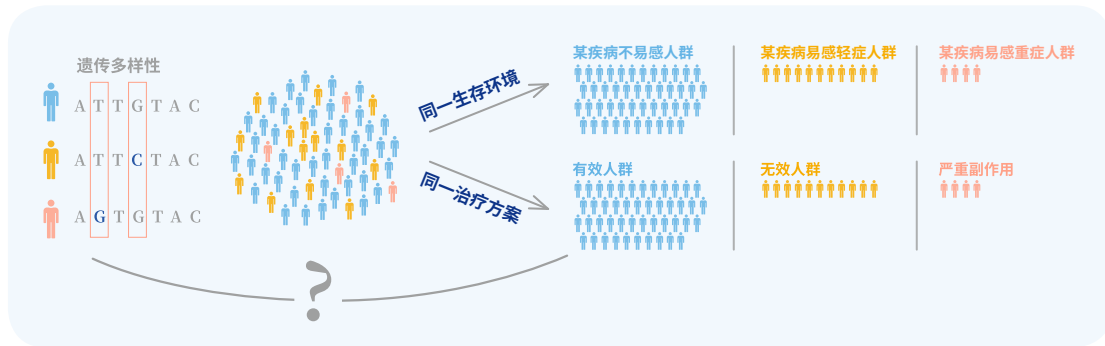 遗传多样性
A T T G T A C
A T T C T A C
A G T G T A C
同一生存环境
同一治疗方案
某疾病不易感人群
某疾病易感轻症人群
某疾病易感重症人群
有效人群
无效人群
严重副作用
?